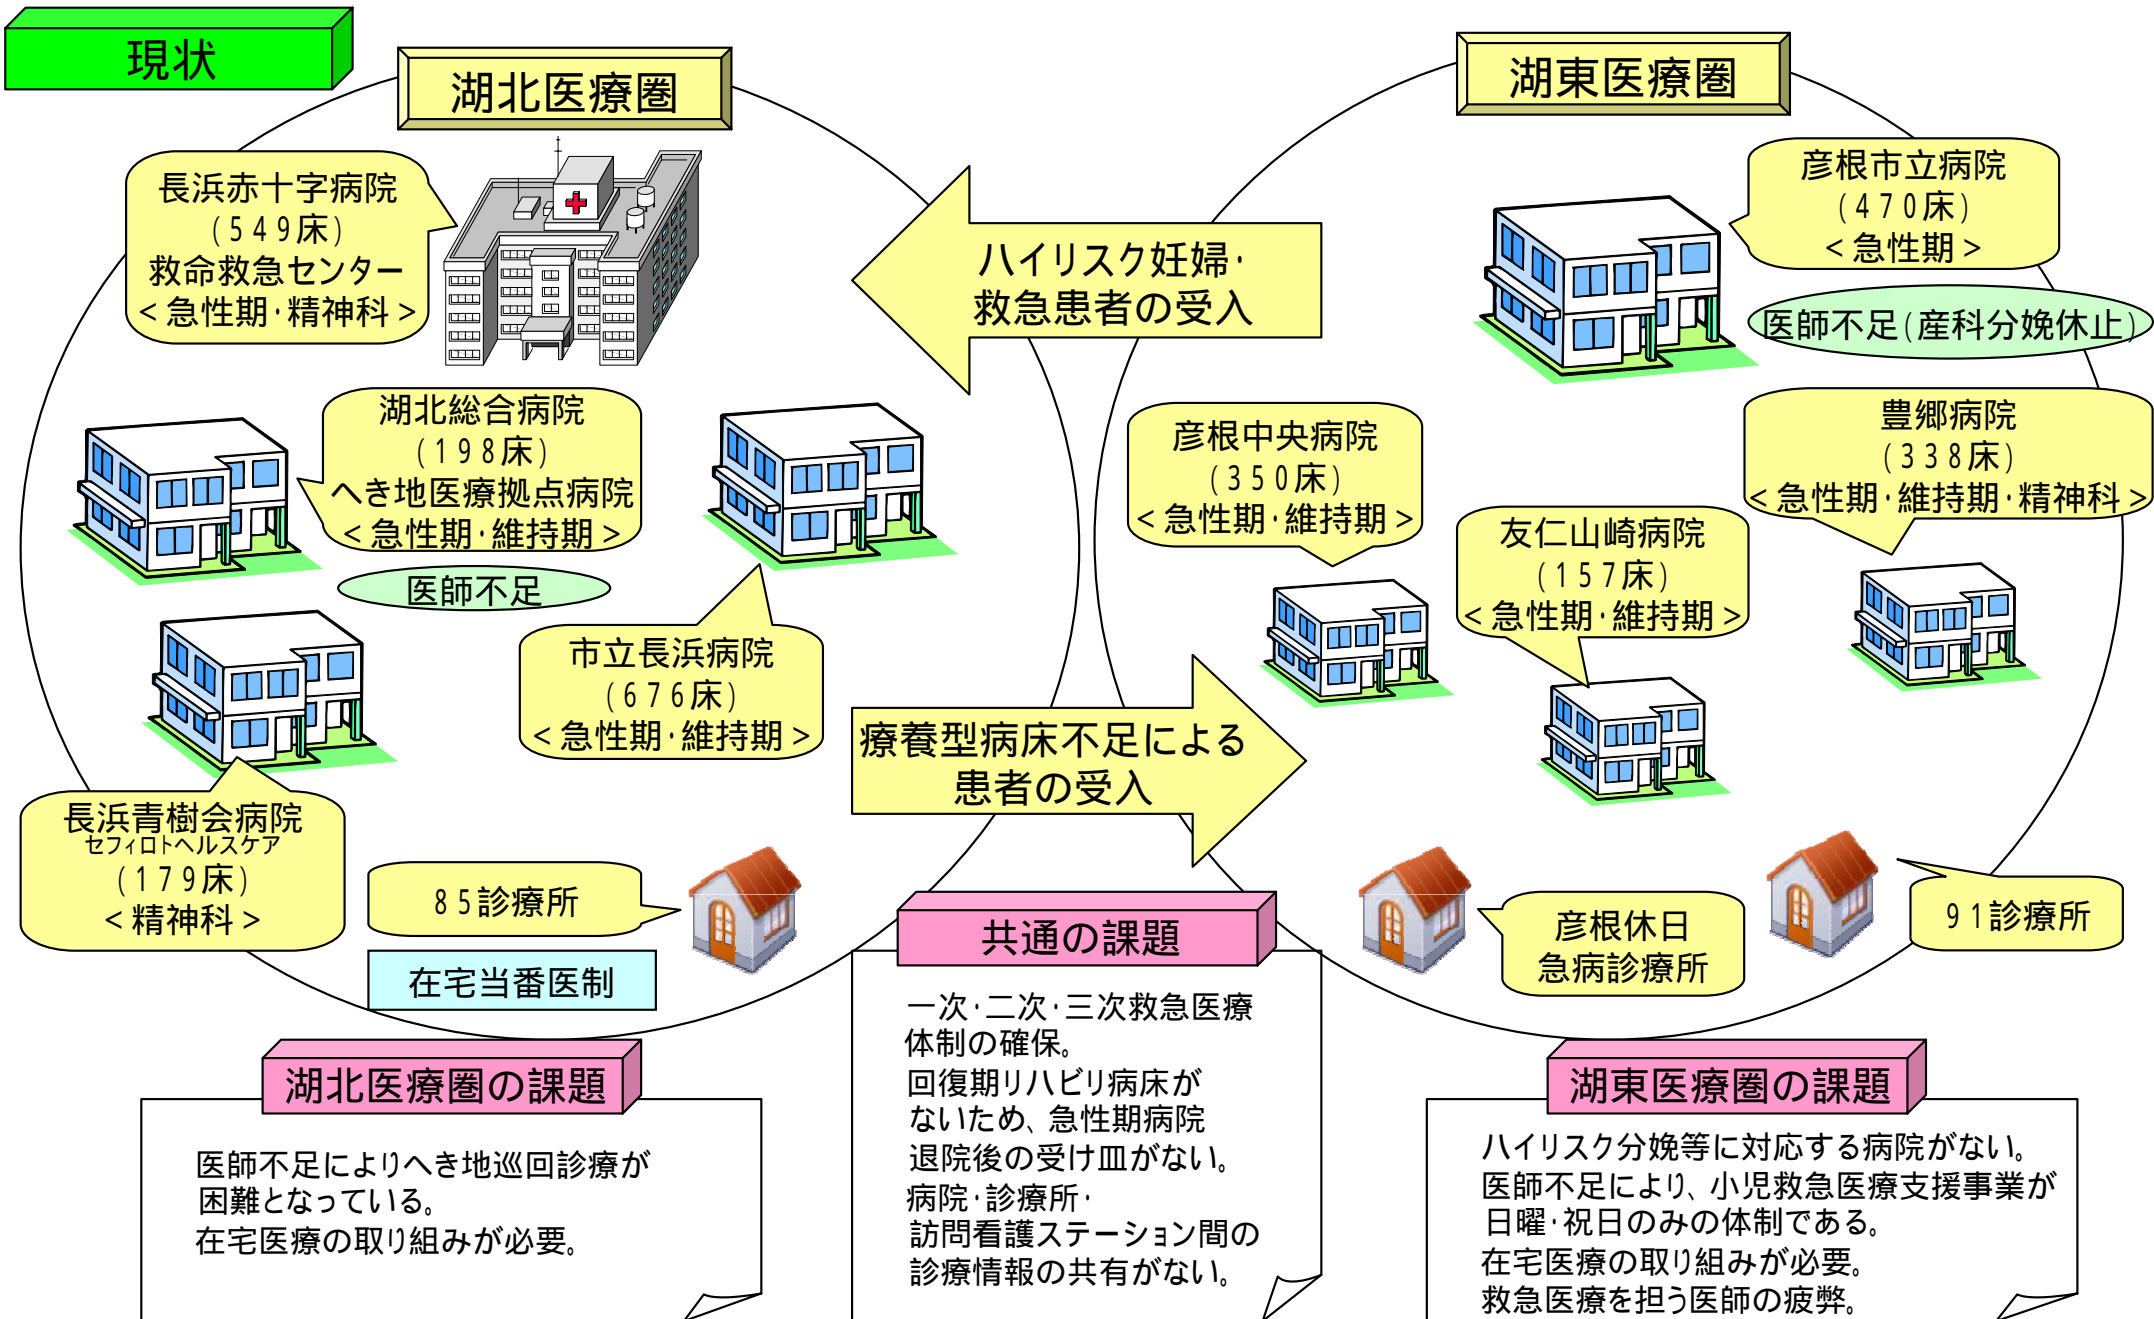 現状
湖北医療圏
長浜赤十字病院
(549床)
救命救急センター
<急性期・精神科>
湖北総合病院
(198床)
へき地医療拠点病院
<急性期・維持期>
医師不足
市立長浜病院
(676床)
<急性期・維持期>
長浜青樹会病院
セフィロトヘルスケア
(179床)
<精神科>
85診療所
在宅当番医制
ハイリスク妊婦・
救急患者の受入
療養型病床不足による
患者の受入
湖東医療圏
彦根市立病院
(470床)
<急性期>
医師不足(産科分娩休止)
彦根中央病院
(350床)
<急性期・維持期>
豊郷病院
(338床)
<急性期・維持期・精神科>
友仁山崎病院
(157床)
<急性期・維持期>
彦根休日
急病診療所
91診療所
湖北医療圏の課題
医師不足によりへき地巡回診療が
困難となっている。
在宅医療の取り組みが必要。
共通の課題
一次・二次・三次救急医療
体制の確保。
回復期リハビリ病床が
ないため、急性期病院
退院後の受け皿がない。
病院・診療所・
訪問看護ステーション間の
診療情報の共有がない。
湖東医療圏の課題
ハイリスク分娩等に対応する病院がない。
医師不足により、小児救急医療支援事業が
日曜・祝日のみの体制である。
在宅医療の取り組みが必要。
救急医療を担う医師の疲弊。